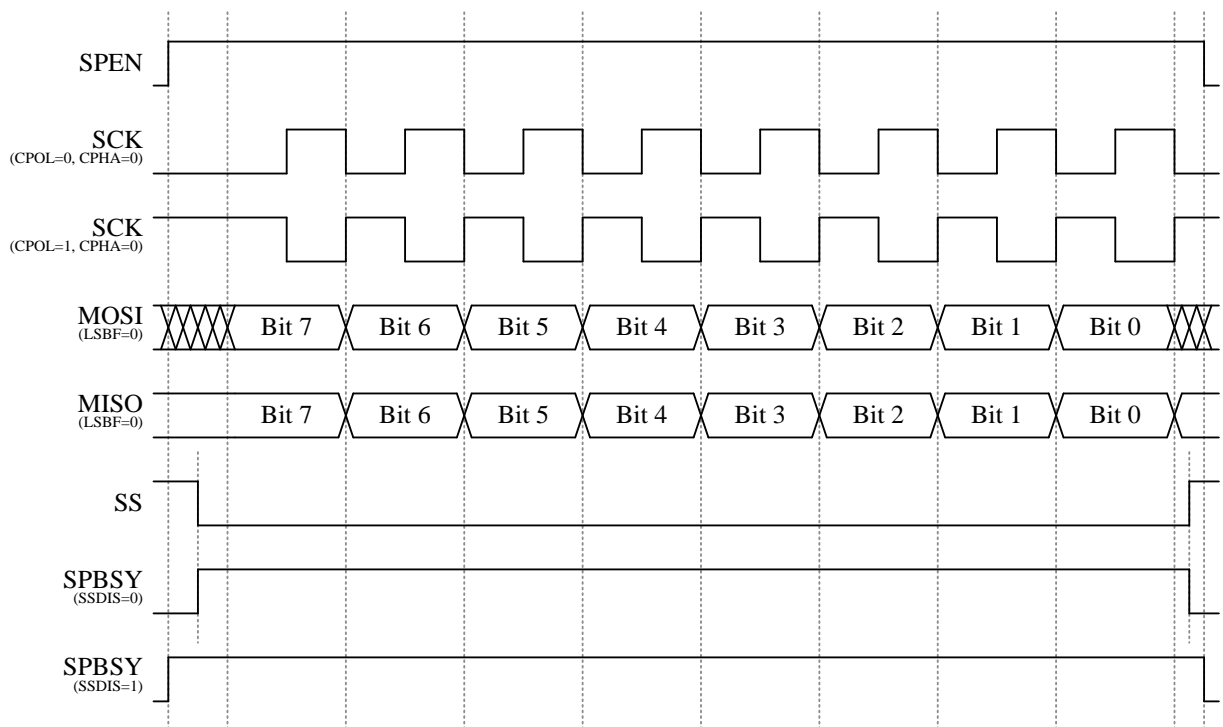 SPEN
SCK
(CPOL=0, CPHA=0)
SCK
(CPOL=1, CPHA=0)
MOSI
(LSBF=0)
Bit 7 Bit 6 Bit 5 Bit 4 Bit 3 Bit 2 Bit 1 Bit 0
MISO
(LSBF=0)
Bit 7 Bit 6 Bit 5 Bit 4 Bit 3 Bit 2 Bit 1 Bit 0
SS
SPBSY
(SSDIS=0)
SPBSY
(SSDIS=1)